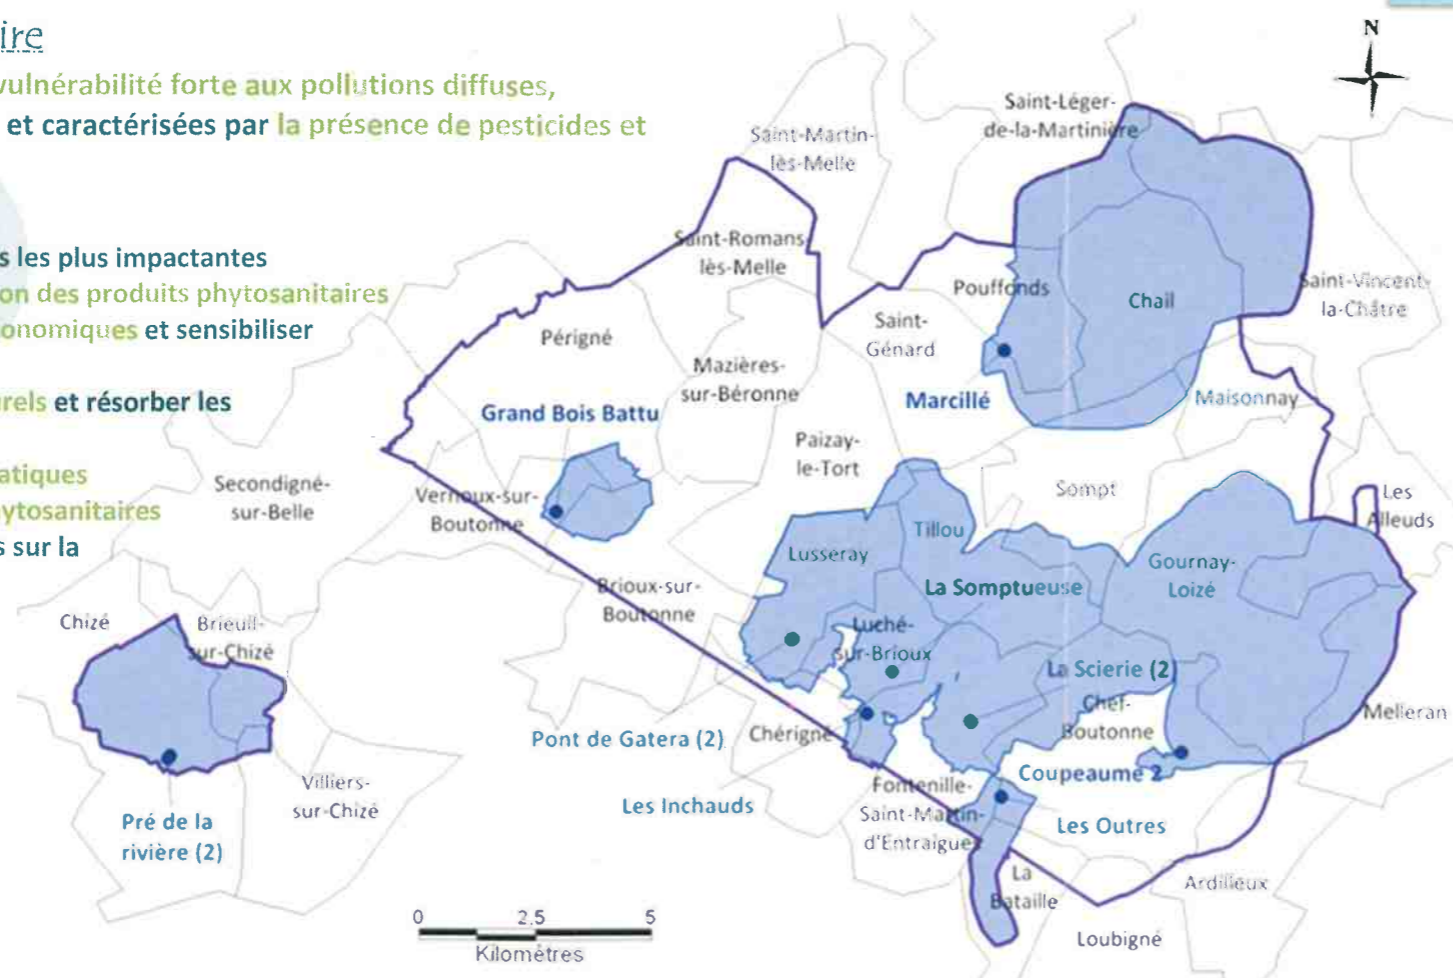 ire
vulnérabilité forte aux pollutions diffuses,
et caractérisées par la présence de pesticides et
s les plus impactantes
on des produits phytosanitaires
onomiques et sensibiliser
urels et résorber les
atiques
hytosanitaires
s sur la
N
Saint-Léger-
de-la-Martinière
Saint-Martin-
lès-Melle
Saint-Romans-
lès-Melle
Pouffonds
Chail
Saint-Vincent-
la-Châtre
Périgné
Saint-
Génard
Mazières-
sur-Béronne
Marcillé
Maisonnay
Grand Bois Battu
Paizay-
le-Tort
Secondigné-
sur-Belle
Vernoux-sur-
Boutonne
Sompt
Les
Alleuds
Tillou
Lusseray
Gournay-
Loizé
La Somptueuse
Brioux-sur-
Boutonne
Chizé
Brieuil-
sur-Chizé
Luché-
sur-Brioux
La Scierie (2)
Chef-
Boutonne
Melleran
Pont de Gatera (2)
Chérigné
Coupeaume 2
Villiers-
sur-Chizé
Les Inchauds
Fontenille-
Saint-Martin-
d'Entraigues
Les Outres
Pré de la
rivière (2)
La
Bataille
Ardilleux
Loubigné
0 2.5 5
Kilomètres